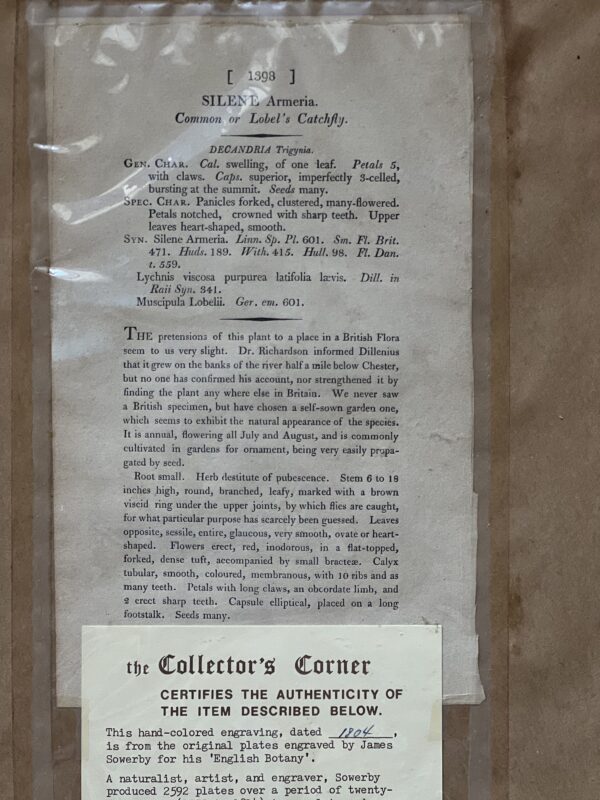 [ 1398 ]
SILENE Armeria.
Common or Lobel's Catchfly.
DECANDRIA Trigynia.
GEN. CHAR. Cal. swelling, of one leaf. Petals 5,
with claws. Caps. superior, imperfectly 3-celled,
bursting at the summit. Seeds many.
SPEC. CHAR. Panicles forked, clustered, many-flowered.
Petals notched, crowned with sharp teeth. Upper
leaves heart-shaped, smooth.
SYN. Silene Armeria. Linn. Sp. Pl. 601. Sm. Fl. Brit.
471. Huds. 189. With. 415. Hull. 98. Fl. Dan.
t. 559.
Lychnis viscosa purpurea latifolia lævis. Dill. in
Raii Syn. 341.
Muscipula Lobelii. Ger. em. 601.
THE pretensions of this plant to a place in a British Flora
seem to us very slight. Dr. Richardson informed Dillenius
that it grew on the banks of the river half a mile below Chester,
but no one has confirmed his account, nor strengthened it by
finding the plant any where else in Britain. We never saw
a British specimen, but have chosen a self-sown garden one,
which seems to exhibit the natural appearance of the species.
It is annual, flowering all July and August, and is commonly
cultivated in gardens for ornament, being very easily propa-
gated by seed.
Root small. Herb destitute of pubescence. Stem 6 to 18
inches high, round, branched, leafy, marked with a brown
viscid ring under the upper joints, by which flies are caught,
for what particular purpose has scarcely been guessed. Leaves
opposite, sessile, entire, glaucous, very smooth, ovate or heart-
shaped. Flowers erect, red, inodorous, in a flat-topped,
forked, dense tuft, accompanied by small bracteæ. Calyx
tubular, smooth, coloured, membranous, with 10 ribs and as
many teeth. Petals with long claws, an obcordate limb, and
2 erect sharp teeth. Capsule elliptical, placed on a long
footstalk. Seeds many.
the Collector's Corner
CERTIFIES THE AUTHENTICITY OF
THE ITEM DESCRIBED BELOW.
This hand-colored engraving, dated 1804,
is from the original plates engraved by James
Sowerby for his 'English Botany'.
A naturalist, artist, and engraver, Sowerby
produced 2592 plates over a period of twenty-